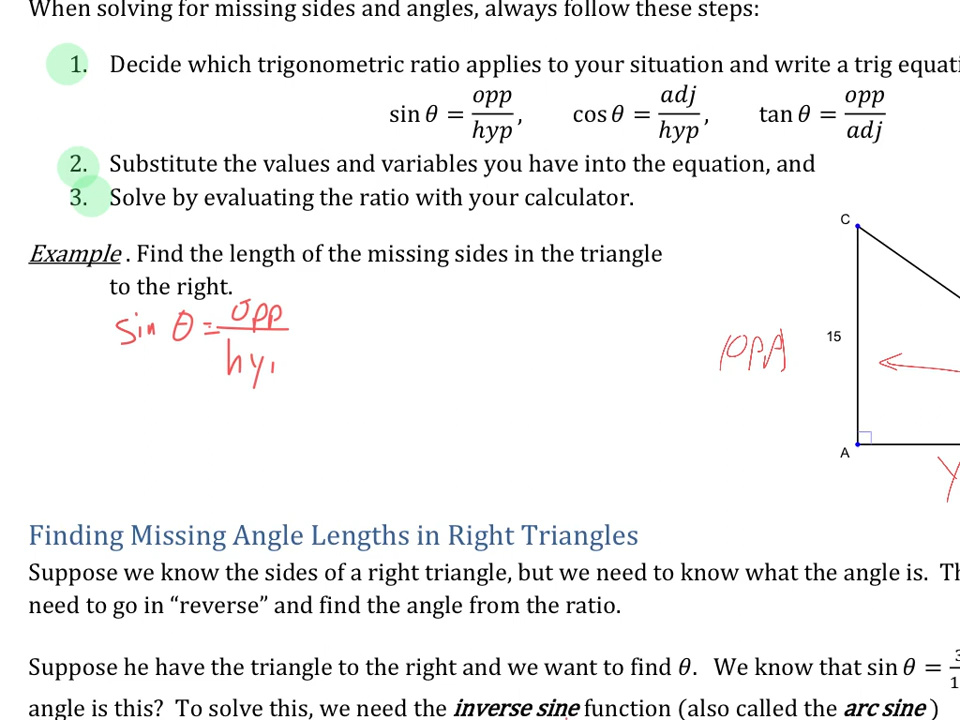 When solving for missing sides and angles, always follow these steps:
1. Decide which trigonometric ratio applies to your situation and write a trig equati
sin θ = opp/hyp, cos θ = adj/hyp, tan θ = opp/adj
2. Substitute the values and variables you have into the equation, and
3. Solve by evaluating the ratio with your calculator.
C
Example. Find the length of the missing sides in the triangle
to the right.
sin θ = opp/hy
15
opp
A
y
Finding Missing Angle Lengths in Right Triangles
Suppose we know the sides of a right triangle, but we need to know what the angle is. Th
need to go in “reverse” and find the angle from the ratio.
Suppose he have the triangle to the right and we want to find θ. We know that sin θ = 3/1
angle is this? To solve this, we need the inverse sine function (also called the arc sine)